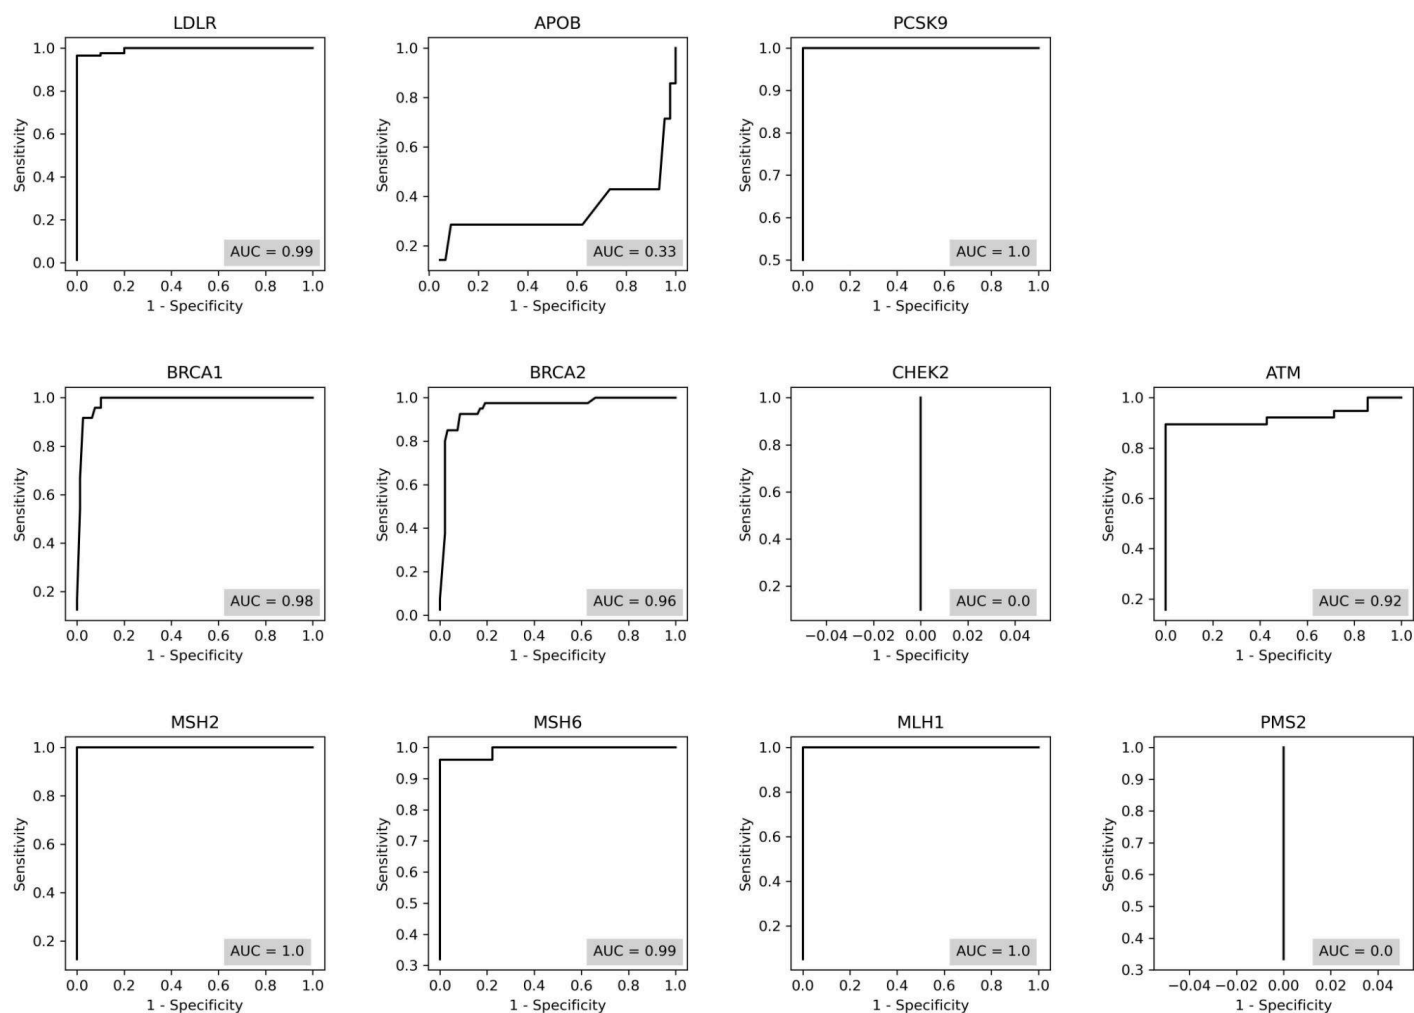 LDLR
1.0
0.8
0.6
0.4
0.2
0.0
Sensitivity
AUC = 0.99
0.0 0.2 0.4 0.6 0.8 1.0
1 - Specificity
APOB
1.0
0.8
0.6
0.4
0.2
Sensitivity
AUC = 0.33
0.0 0.2 0.4 0.6 0.8 1.0
1 - Specificity
PCSK9
1.0
0.9
0.8
0.7
0.6
0.5
Sensitivity
AUC = 1.0
0.0 0.2 0.4 0.6 0.8 1.0
1 - Specificity
BRCA1
1.0
0.8
0.6
0.4
0.2
Sensitivity
AUC = 0.98
0.0 0.2 0.4 0.6 0.8 1.0
1 - Specificity
BRCA2
1.0
0.8
0.6
0.4
0.2
0.0
Sensitivity
AUC = 0.96
0.0 0.2 0.4 0.6 0.8 1.0
1 - Specificity
CHEK2
1.0
0.8
0.6
0.4
0.2
Sensitivity
AUC = 0.0
−0.04 −0.02 0.00 0.02 0.04
1 - Specificity
ATM
1.0
0.8
0.6
0.4
0.2
Sensitivity
AUC = 0.92
0.0 0.2 0.4 0.6 0.8 1.0
1 - Specificity
MSH2
1.0
0.8
0.6
0.4
0.2
Sensitivity
AUC = 1.0
0.0 0.2 0.4 0.6 0.8 1.0
1 - Specificity
MSH6
1.0
0.9
0.8
0.7
0.6
0.5
0.4
0.3
Sensitivity
AUC = 0.99
0.0 0.2 0.4 0.6 0.8 1.0
1 - Specificity
MLH1
1.0
0.8
0.6
0.4
0.2
Sensitivity
AUC = 1.0
0.0 0.2 0.4 0.6 0.8 1.0
1 - Specificity
PMS2
1.0
0.9
0.8
0.7
0.6
0.5
0.4
0.3
Sensitivity
AUC = 0.0
−0.04 −0.02 0.00 0.02 0.04
1 - Specificity